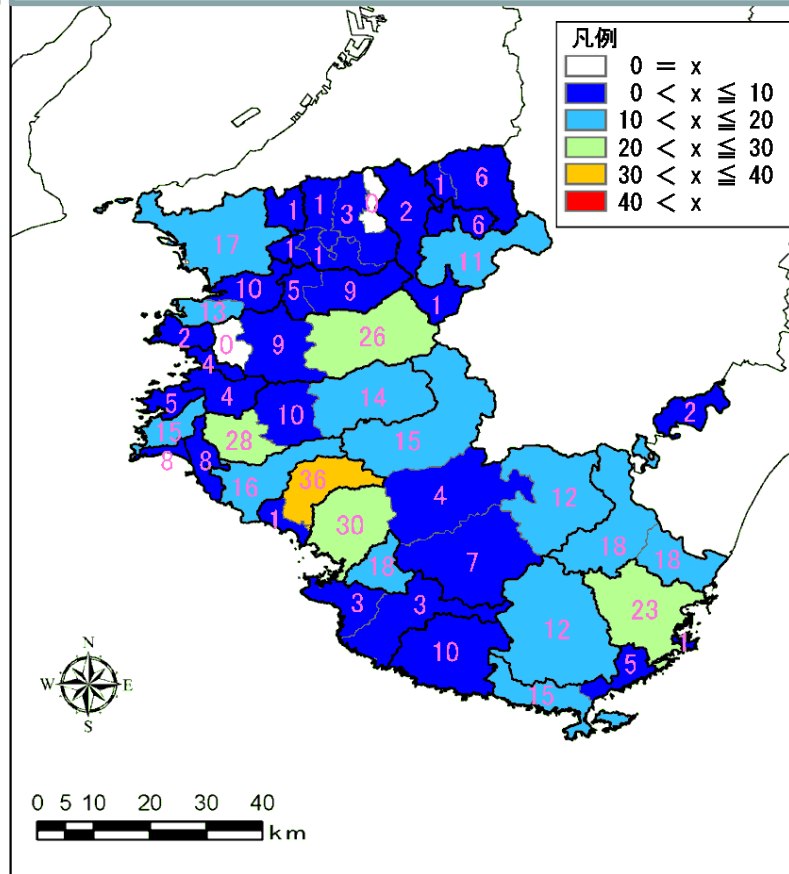 凡例
0 = x
0 < x ≦ 10
10 < x ≦ 20
20 < x ≦ 30
30 < x ≦ 40
40 < x
1 6
1 1 3 0 2
6
17 1 1 11
10 5 9 1
13
2 0 9 26
4
5 4 10 14
2
15 28 15
8 8
16 36 4 12
1 30
18 7 18 18
3 3 12 23
10 5 1
15
N
W E
S
0 5 10 20 30 40
km